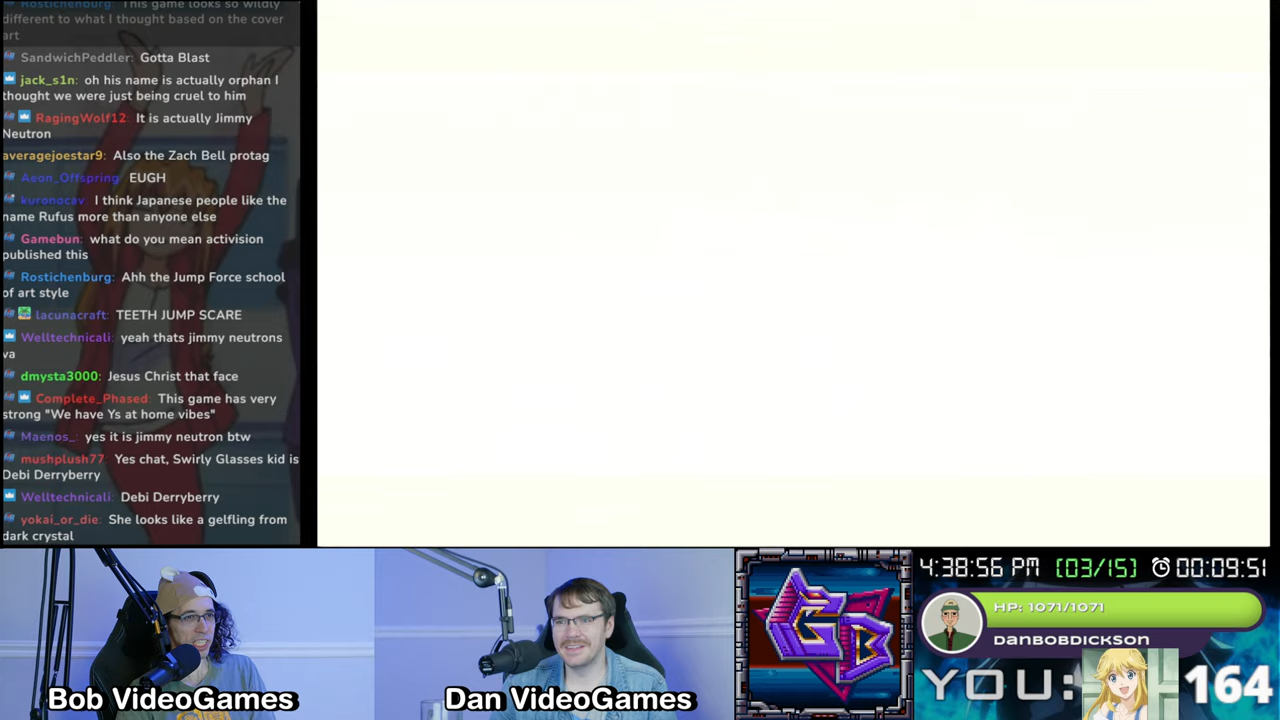 Rostichenburg: This game looks so wildly
different to what I thought based on the cover
art
SandwichPeddler: Gotta Blast
jack_s1n: oh his name is actually orphan I
thought we were just being cruel to him
RagingWolf12: It is actually Jimmy
Neutron
averagejoestar9: Also the Zach Bell protag
Aeon_Offspring: EUGH
kuronocav: I think Japanese people like the
name Rufus more than anyone else
Gamebun: what do you mean activision
published this
Rostichenburg: Ahh the Jump Force school
of art style
lacunacraft: TEETH JUMP SCARE
Welltechnicali: yeah thats jimmy neutrons
va
dmysta3000: Jesus Christ that face
Complete_Phased: This game has very
strong "We have Ys at home vibes"
Maenos_: yes it is jimmy neutron btw
mushplush77: Yes chat, Swirly Glasses kid is
Debi Derryberry
Welltechnicali: Debi Derryberry
yokai_or_die: She looks like a gelfling from
dark crystal
Bob VideoGames
Dan VideoGames
GB
4:38:56 PM [03/15] 00:09:51
HP: 1071/1071
DANBOBDICKSON
YOU: 164